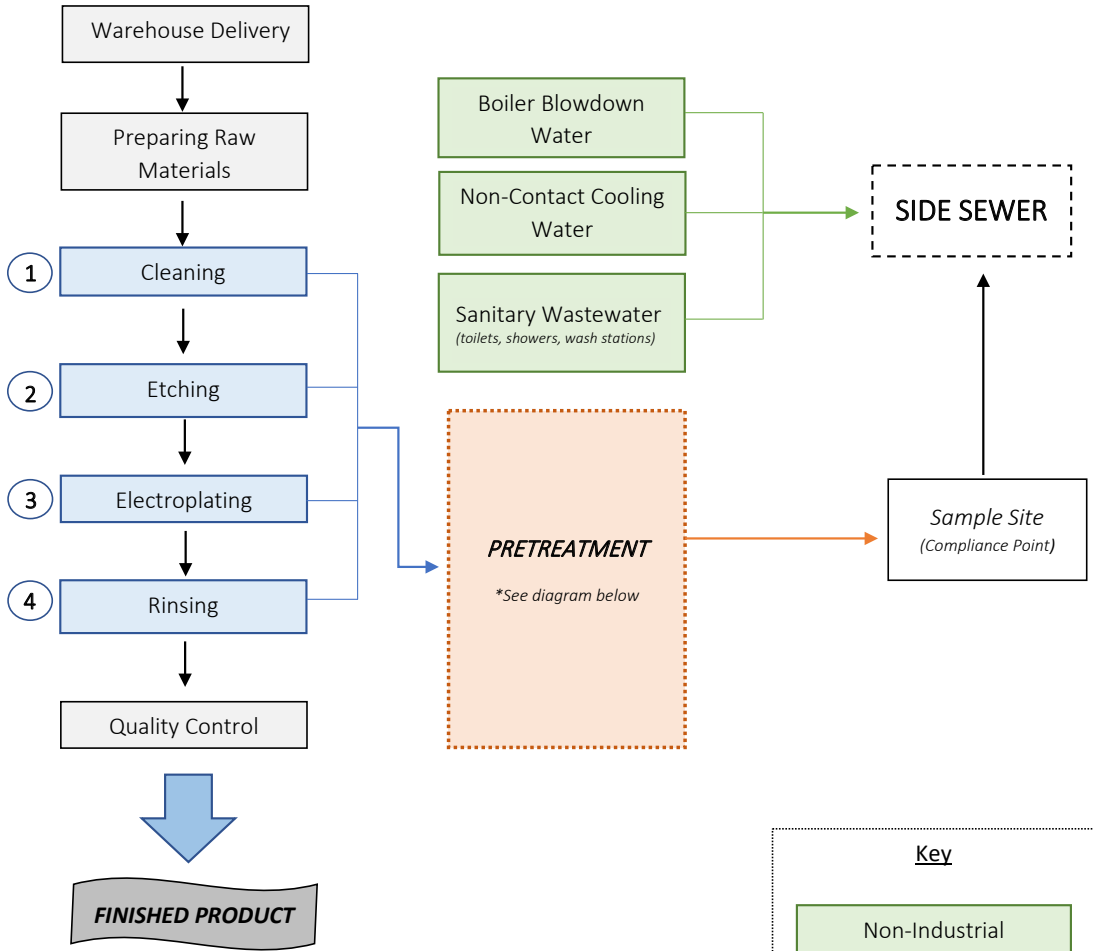 Warehouse Delivery
Preparing Raw
Materials
1
Cleaning
2
Etching
3
Electroplating
4
Rinsing
Quality Control
FINISHED PRODUCT
Boiler Blowdown
Water
Non-Contact Cooling
Water
Sanitary Wastewater
(toilets, showers, wash stations)
PRETREATMENT
*See diagram below
SIDE SEWER
Sample Site
(Compliance Point)
Key
Non-Industrial